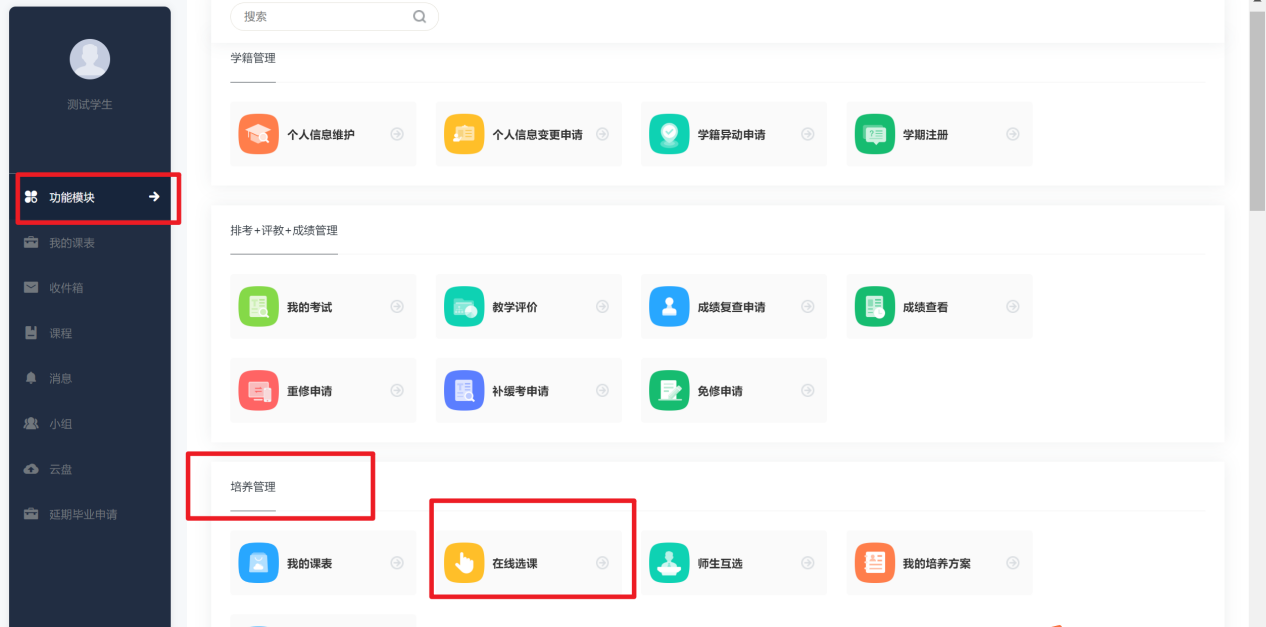 搜索
测试学生
功能模块
我的课表
收件箱
课程
消息
小组
云盘
延期毕业申请
学籍管理
个人信息维护
个人信息变更申请
学籍异动申请
学期注册
排考+评教+成绩管理
我的考试
教学评价
成绩复查申请
成绩查看
重修申请
补缓考申请
免修申请
培养管理
我的课表
在线选课
师生互选
我的培养方案